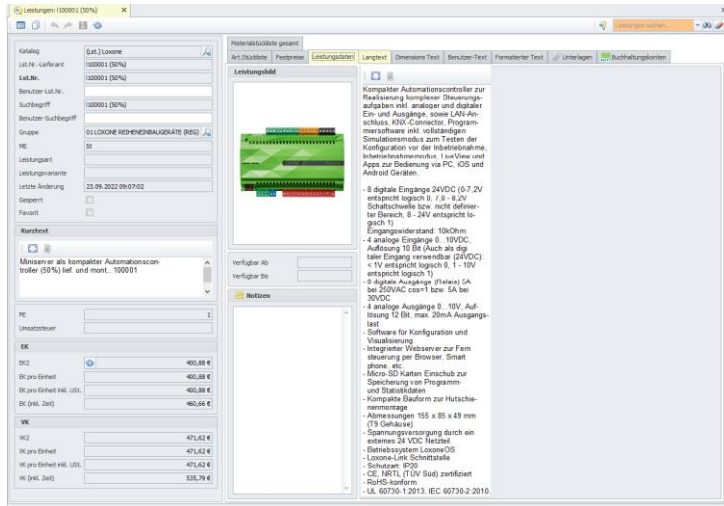 Leistungen: !100001 (50%)
Leistungen suchen...
Katalog
(Lst.) Loxone
Lst.Nr. -Lieferant
!100001 (50%)
Lst.Nr.
!100001 (50%)
Benutzer-Lst.Nr.
Suchbegriff
!100001 (50%)
Benutzer-Suchbegriff
Gruppe
01 LOXONE REIHENEINBAUGERÄTE (REG)
ME
St
Leistungsart
Leistungsvariante
Letzte Änderung
23.09.2022 09:07:02
Gesperrt
Favorit
Kurztext
Miniserver als kompakter Automationscon-
troller (50%) lief. und mont.. 100001
PE
1
Umsatzsteuer
EK
EK2
400,88 €
EK pro Einheit
400,88 €
EK pro Einheit inkl. USt.
400,88 €
EK (inkl. Zeit)
460,66 €
VK
VK2
471,62 €
VK pro Einheit
471,62 €
VK pro Einheit inkl. USt.
471,62 €
VK (inkl. Zeit)
535,79 €
Materialstückliste gesamt
Art.Stückliste
Festpreise
Leistungsdaten
Langtext
Dimensions Text
Benutzer-Text
Formatierter Text
Unterlagen
Buchhaltungskonten
Leistungsbild
Verfügbar Ab
Verfügbar Bis
Notizen
Kompakter Automationscontroller zur
Realisierung komplexer Steuerungs-
aufgaben inkl. analoger und digitaler
Ein- und Ausgänge, sowie LAN-An-
schluss, KNX-Connector, Program-
miersoftware inkl. vollständigen
Simulationsmodus zum Testen der
Konfiguration vor der Inbetriebnahme,
Inbetriebnahmemodus, LiveView und
Apps zur Bedienung via PC, iOS und
Android Geräten.
- 8 digitale Eingänge 24VDC (0-7,2V
entspricht logisch 0, 7,0 - 8,2V
Schaltschwelle bzw. nicht definier-
ter Bereich, 8 - 24V entspricht lo-
gisch 1)
Eingangswiderstand: 10kOhm
- 4 analoge Eingänge 0...10VDC,
Auflösung 10 Bit (Auch als digi
taler Eingang verwendbar (24VDC):
< 1V entspricht logisch 0, 1 - 10V
entspricht logisch 1)
- 8 digitale Ausgänge (Relais) 5A
bei 250VAC cos=1 bzw. 5A bei
30VDC
- 4 analoge Ausgänge 0...10V, Auf-
lösung 12 Bit, max. 20mA Ausgangs-
last
- Software für Konfiguration und
Visualisierung
- Integrierter Webserver zur Fern
steuerung per Browser, Smart
phone, etc.
- Micro-SD Karten Einschub zur
Speicherung von Programm-
und Statistikdaten
- Kompakte Bauform zur Hutschie-
nenmontage
- Abmessungen 155 x 85 x 49 mm
(T9 Gehäuse)
- Spannungsversorgung durch ein
externes 24 VDC Netzteil
- Betriebssystem LoxoneOS
- Loxone-Link Schnittstelle
- Schutzart: IP20
- CE, NRTL (TÜV Süd) zertifiziert
- RoHS-konform
- UL 60730-1:2013, IEC 60730-2:2010,